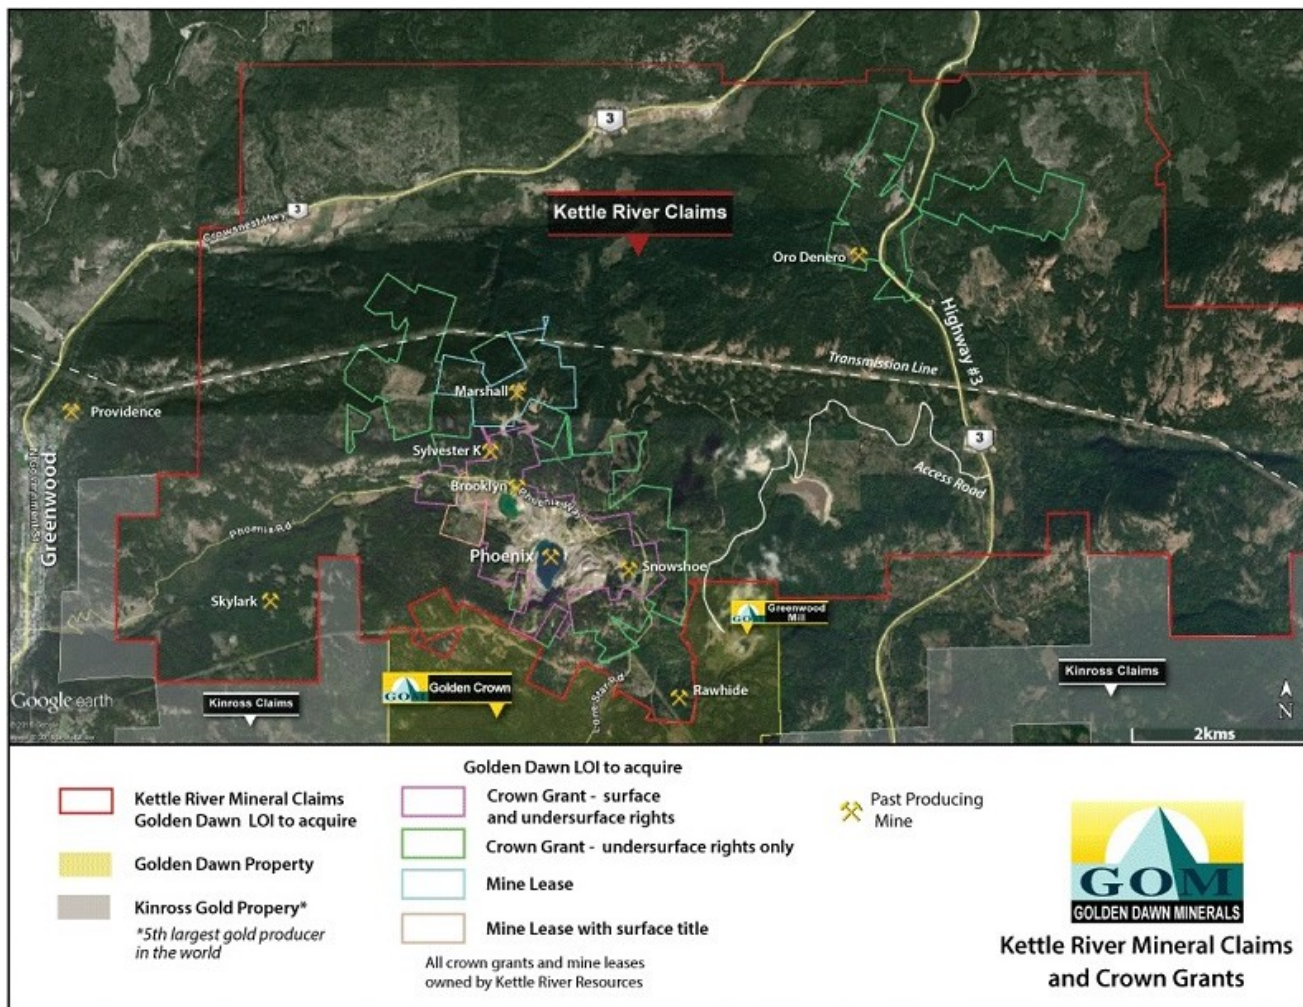 3
Kettle River Claims
3
Crowsnest Hwy
Oro Denero
Highway #3
Transmission Line
Marshall
Providence
Sylvester K
3
Greenwood
Access Road
Brooklyn
Phoenix Way
Phoenix Rd
Phoenix
Snowshoe
Skylark
GOM
Greenwood
Mill
Kinross Claims
GOM
Golden Crown
Rawhide
Lone Star Rd
Google earth
Kinross Claims
N
2kms
Golden Dawn LOI to acquire
Kettle River Mineral Claims
Golden Dawn LOI to acquire
Crown Grant - surface
and undersurface rights
Past Producing
Mine
Golden Dawn Property
Crown Grant - undersurface rights only
Mine Lease
Kinross Gold Propery*
*5th largest gold producer
in the world
Mine Lease with surface title
All crown grants and mine leases
owned by Kettle River Resources
GOM
GOLDEN DAWN MINERALS
Kettle River Mineral Claims
and Crown Grants